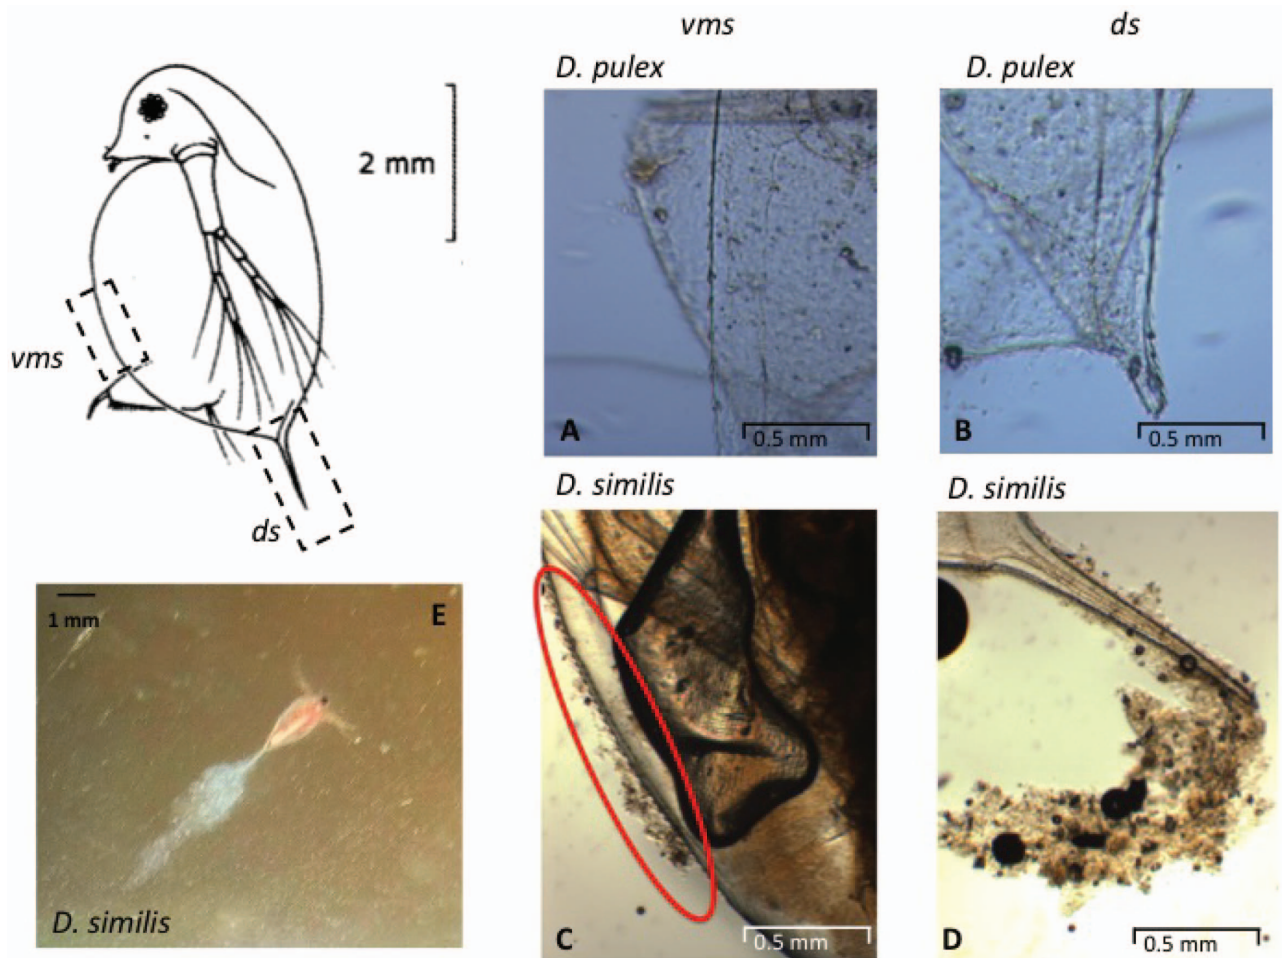 vms
ds
D. pulex
D. pulex
2 mm
vms
ds
A
0.5 mm
B
0.5 mm
D. similis
D. similis
1 mm
E
D. similis
C
0.5 mm
D
0.5 mm